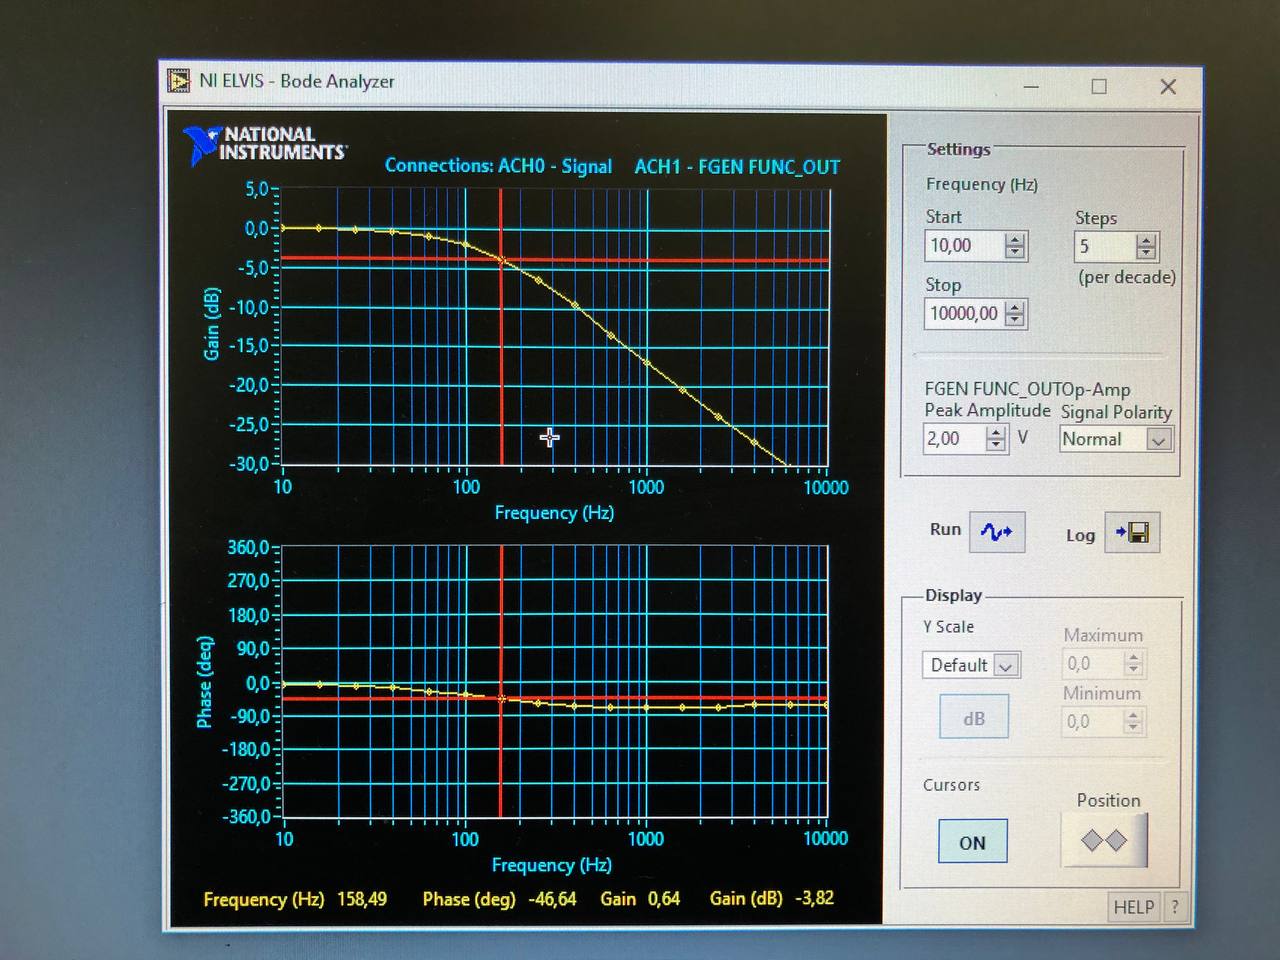 NI ELVIS - Bode Analyzer
NATIONAL
INSTRUMENTS
Connections: ACH0 - Signal ACH1 - FGEN FUNC_OUT
5,0
0,0
-5,0
-10,0
-15,0
-20,0
-25,0
-30,0
Gain (dB)
10 100 1000 10000
Frequency (Hz)
360,0
270,0
180,0
90,0
0,0
-90,0
-180,0
-270,0
-360,0
Phase (deg)
10 100 1000 10000
Frequency (Hz)
Frequency (Hz) 158,49 Phase (deg) -46,64 Gain 0,64 Gain (dB) -3,82
Settings
Frequency (Hz)
Start Steps
10,00 5
(per decade)
Stop
10000,00
FGEN FUNC_OUT Op-Amp
Peak Amplitude Signal Polarity
2,00 V Normal
Run Log
Display
Y Scale Maximum
Default 0,0
Minimum
dB 0,0
Cursors
Position
ON
HELP ?